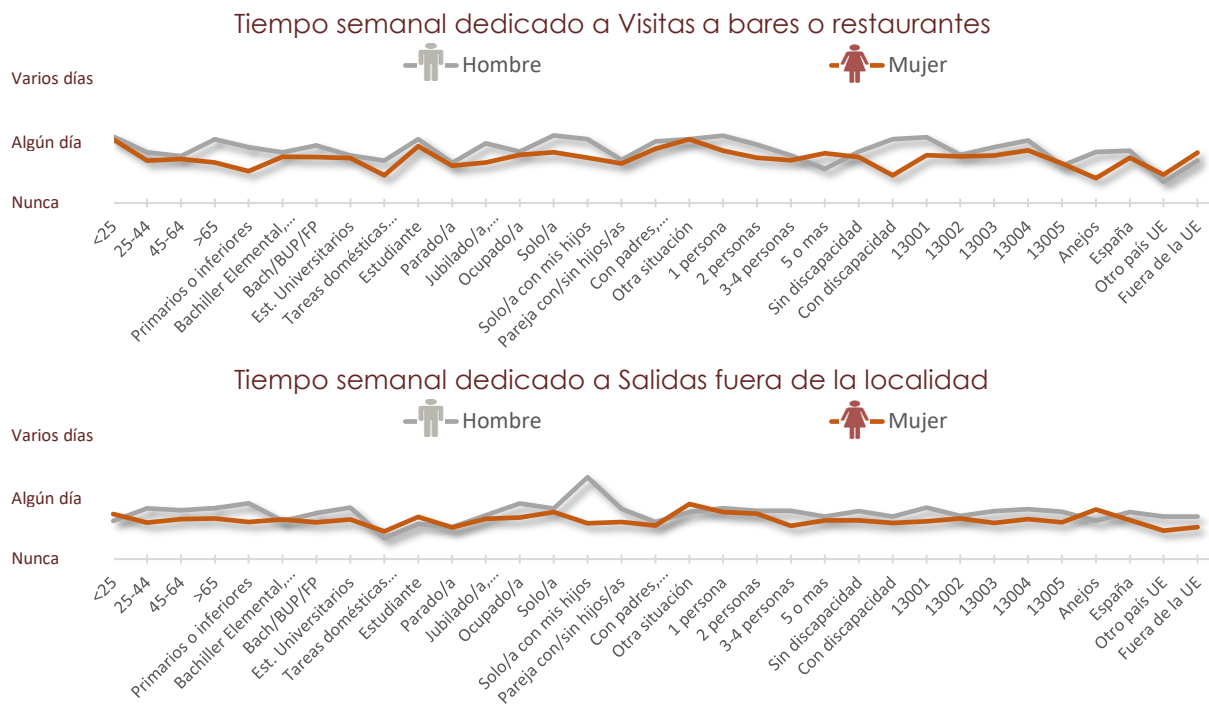 Tiempo semanal dedicado a Visitas a bares o restaurantes
Hombre
Mujer
Varios días
Algún día
Nunca
<25
25-44
45-64
>65
Primarios o inferiores
Bachiller Elemental,…
Bach/BUP/FP
Est. Universitarios
Tareas domésticas…
Estudiante
Parado/a
Jubilado/a,…
Ocupado/a
Solo/a
Solo/a con mis hijos
Pareja con/sin hijos/as
Con padres,…
Otra situación
1 persona
2 personas
3-4 personas
5 o mas
Sin discapacidad
Con discapacidad
13001
13002
13003
13004
13005
Anejos
España
Otro país UE
Fuera de la UE
Tiempo semanal dedicado a Salidas fuera de la localidad
Hombre
Mujer
Varios días
Algún día
Nunca
<25
25-44
45-64
>65
Primarios o inferiores
Bachiller Elemental,…
Bach/BUP/FP
Est. Universitarios
Tareas domésticas…
Estudiante
Parado/a
Jubilado/a,…
Ocupado/a
Solo/a
Solo/a con mis hijos
Pareja con/sin hijos/as
Con padres,…
Otra situación
1 persona
2 personas
3-4 personas
5 o mas
Sin discapacidad
Con discapacidad
13001
13002
13003
13004
13005
Anejos
España
Otro país UE
Fuera de la UE